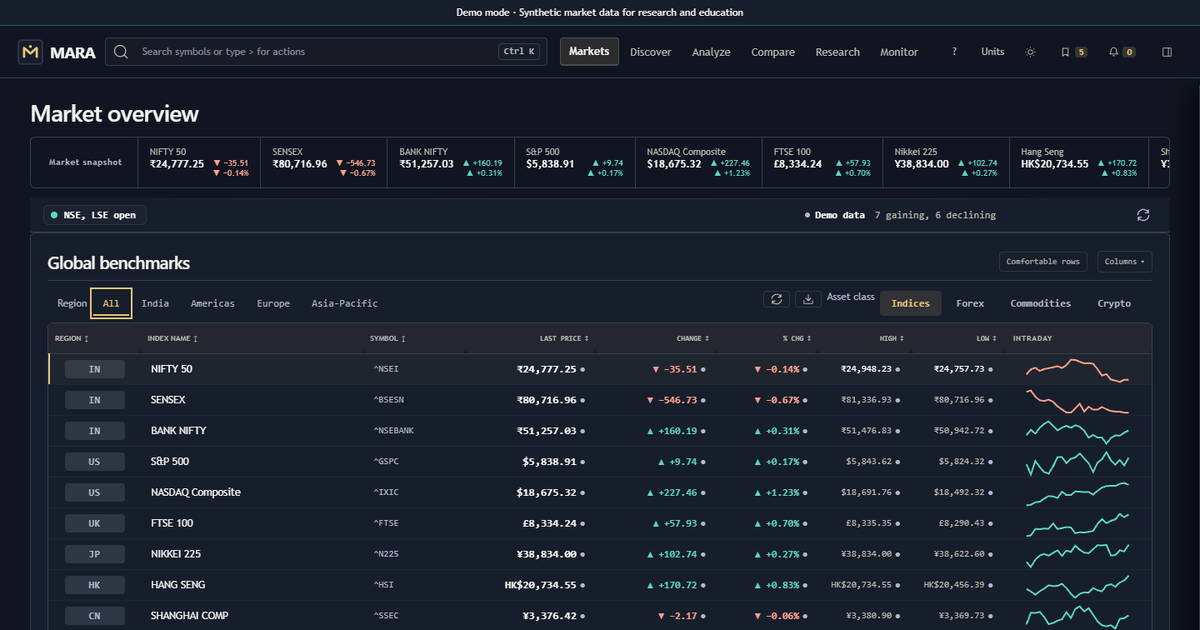 Demo mode · Synthetic market data for research and education
MARA Search symbols or type > for actions Ctrl K Markets Discover Analyze Compare Research Monitor ? Units 5 0
Market overview
Market snapshot
NIFTY 50
₹24,777.25 ▼ −35.51
▼ −0.14%
SENSEX
₹80,716.96 ▼ −546.73
▼ −0.67%
BANK NIFTY
₹51,257.03 ▲ +160.19
▲ +0.31%
S&P 500
$5,838.91 ▲ +9.74
▲ +0.17%
NASDAQ Composite
$18,675.32 ▲ +227.46
▲ +1.23%
FTSE 100
£8,334.24 ▲ +57.93
▲ +0.70%
Nikkei 225
¥38,834.00 ▲ +102.74
▲ +0.27%
Hang Seng
HK$20,734.55 ▲ +170.72
▲ +0.83%
NSE, LSE open Demo data 7 gaining, 6 declining
Global benchmarks Comfortable rows Columns
Region All India Americas Europe Asia-Pacific Asset class Indices Forex Commodities Crypto
REGION ↕ INDEX NAME ↕ SYMBOL ↕ LAST PRICE ↕ CHANGE ↕ % CHG ↕ HIGH ↕ LOW ↕ INTRADAY
IN NIFTY 50 ^NSEI ₹24,777.25 ▼ −35.51 ▼ −0.14% ₹24,948.23 ₹24,757.73
IN SENSEX ^BSESN ₹80,716.96 ▼ −546.73 ▼ −0.67% ₹81,336.93 ₹80,716.96
IN BANK NIFTY ^NSEBANK ₹51,257.03 ▲ +160.19 ▲ +0.31% ₹51,476.83 ₹50,942.72
US S&P 500 ^GSPC $5,838.91 ▲ +9.74 ▲ +0.17% $5,843.62 $5,824.32
US NASDAQ Composite ^IXIC $18,675.32 ▲ +227.46 ▲ +1.23% $18,691.76 $18,492.32
UK FTSE 100 ^FTSE £8,334.24 ▲ +57.93 ▲ +0.70% £8,335.35 £8,290.43
JP NIKKEI 225 ^N225 ¥38,834.00 ▲ +102.74 ▲ +0.27% ¥38,834.00 ¥38,622.60
HK HANG SENG ^HSI HK$20,734.55 ▲ +170.72 ▲ +0.83% HK$20,734.55 HK$20,456.39
CN SHANGHAI COMP ^SSEC ¥3,376.42 ▼ −2.17 ▼ −0.06% ¥3,380.90 ¥3,369.73